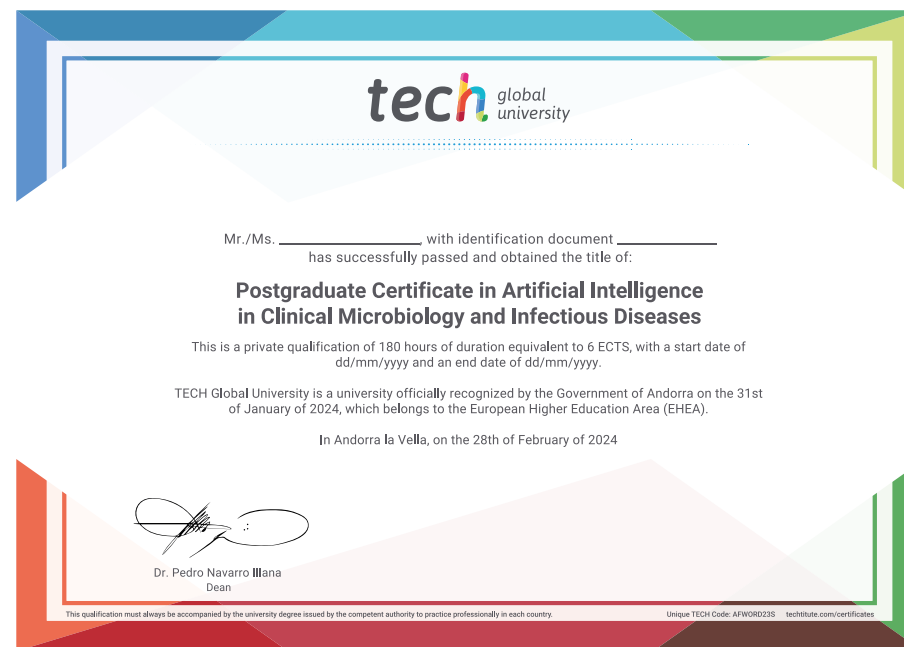 tech global university
Mr./Ms. ________________, with identification document ____________
has successfully passed and obtained the title of:
Postgraduate Certificate in Artificial Intelligence
in Clinical Microbiology and Infectious Diseases
This is a private qualification of 180 hours of duration equivalent to 6 ECTS, with a start date of
dd/mm/yyyy and an end date of dd/mm/yyyy.
TECH Global University is a university officially recognized by the Government of Andorra on the 31st
of January of 2024, which belongs to the European Higher Education Area (EHEA).
In Andorra la Vella, on the 28th of February of 2024
Dr. Pedro Navarro Illana
Dean
This qualification must always be accompanied by the university degree issued by the competent authority to practice professionally in each country. Unique TECH Code: AFWORD23S techtitute.com/certificates